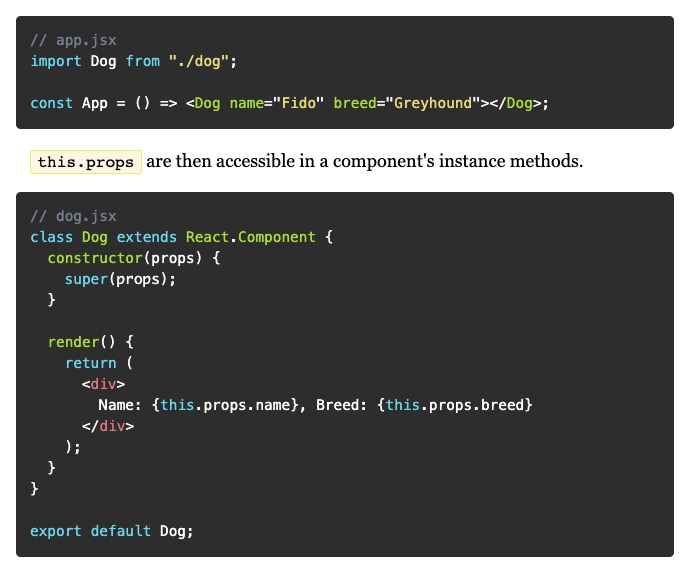 // app.jsx
import Dog from "./dog";

const App = () => <Dog name="Fido" breed="Greyhound"></Dog>;

this.props are then accessible in a component's instance methods.

// dog.jsx
class Dog extends React.Component {
  constructor(props) {
    super(props);
  }

  render() {
    return (
      <div>
        Name: {this.props.name}, Breed: {this.props.breed}
      </div>
    );
  }
}

export default Dog;